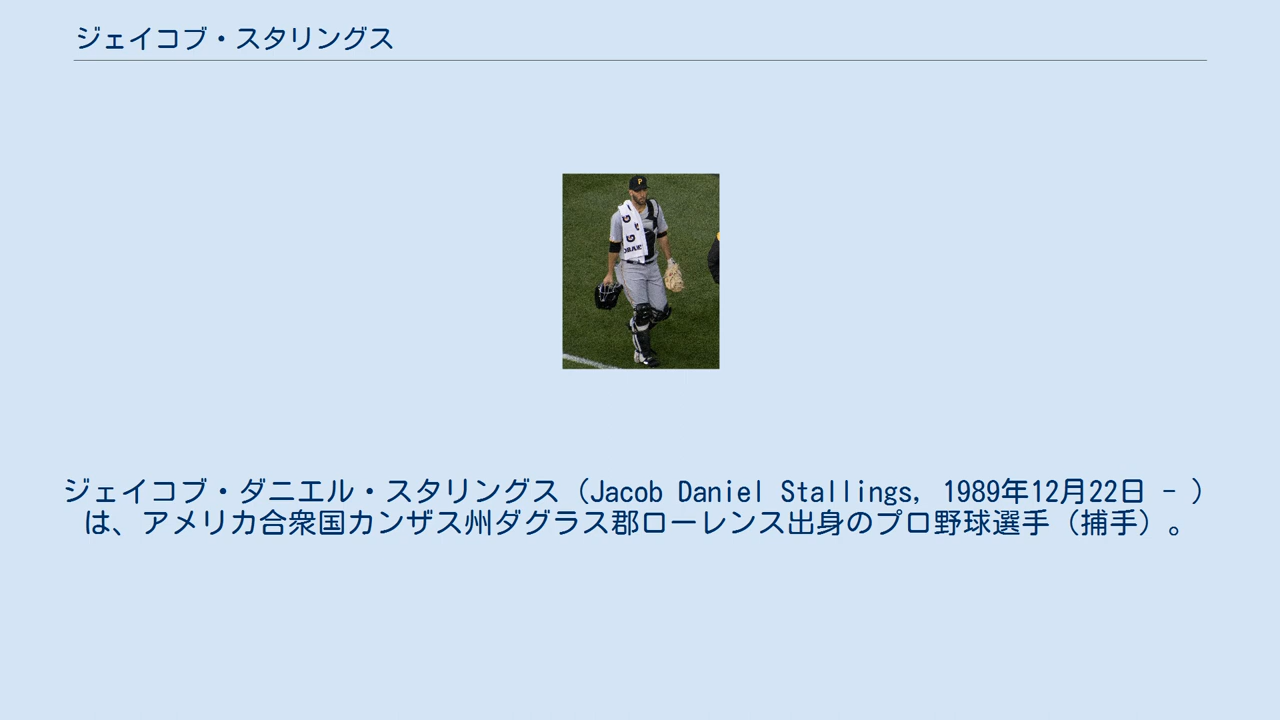 ジェイコブ・スタリングス
P
G
G
ジェイコブ・ダニエル・スタリングス（Jacob Daniel Stallings, 1989年12月22日 - ）
は、アメリカ合衆国カンザス州ダグラス郡ローレンス出身のプロ野球選手（捕手）。